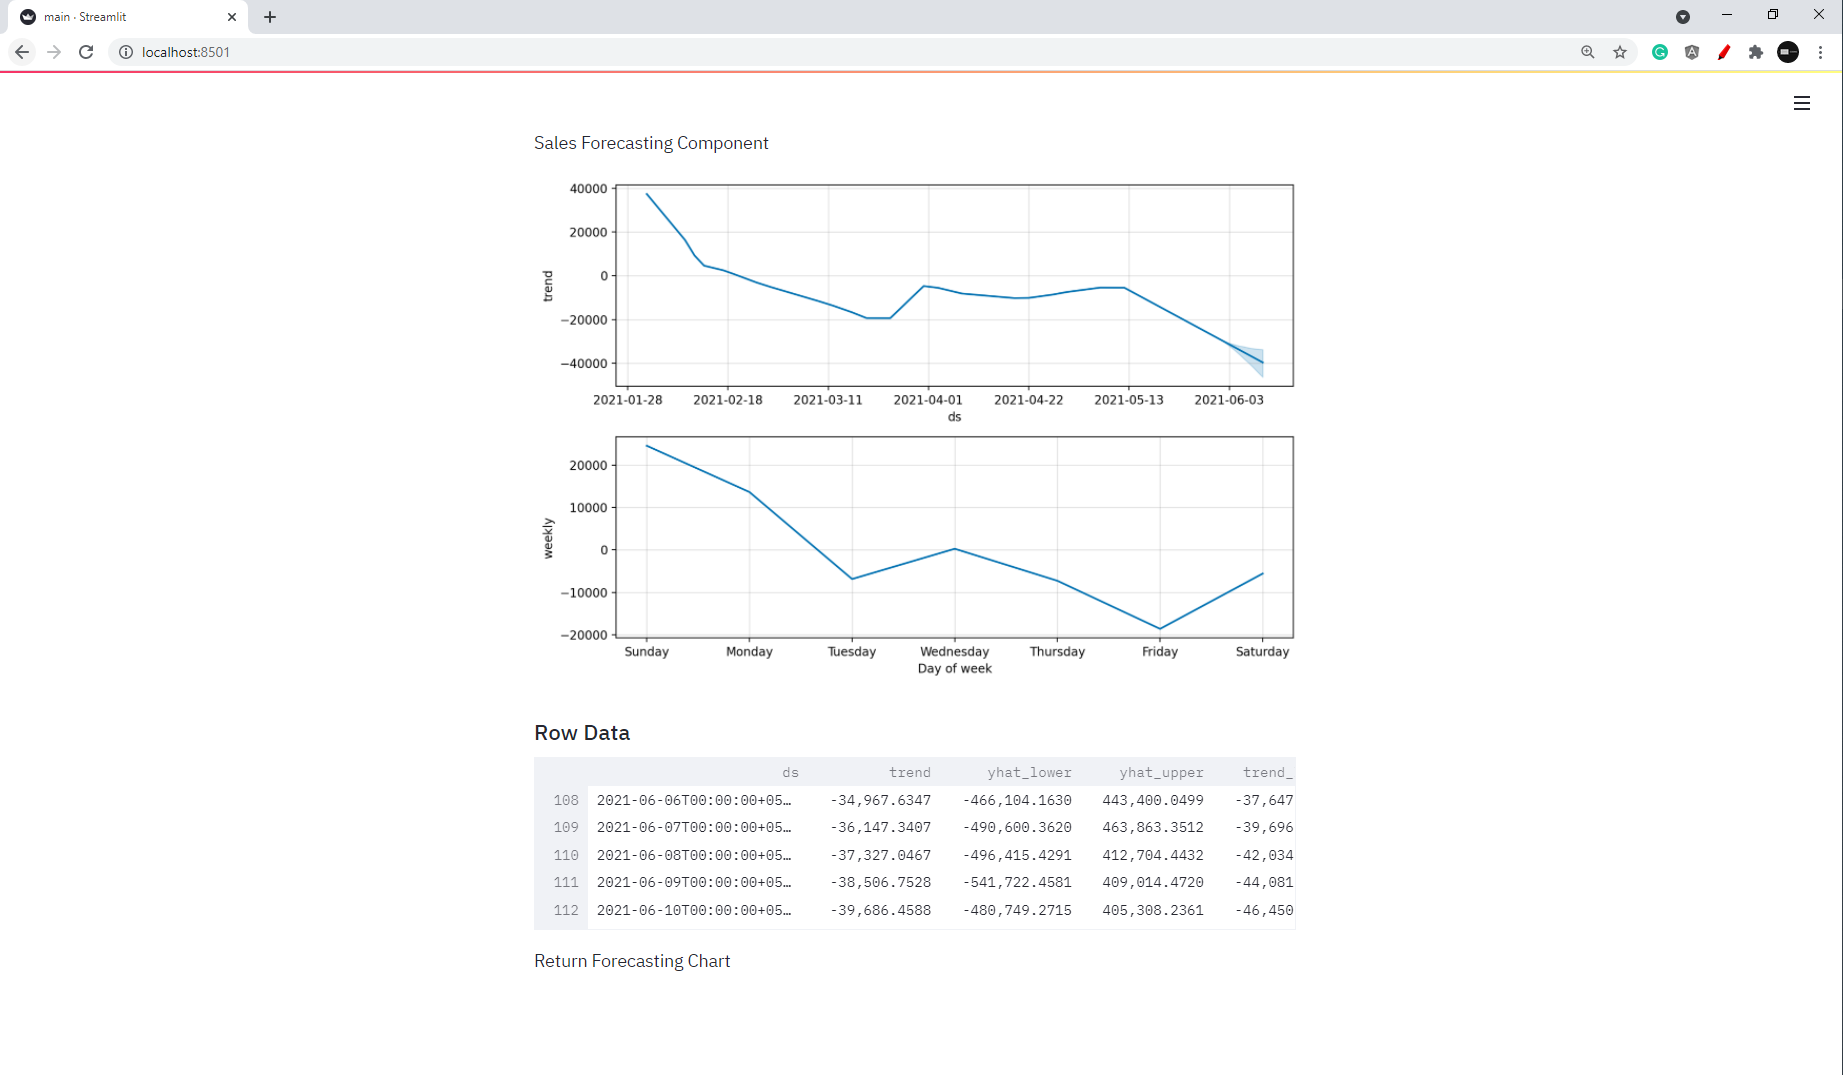 main · Streamlit
localhost:8501
Sales Forecasting Component
40000
20000
0
−20000
−40000
trend
2021-01-28 2021-02-18 2021-03-11 2021-04-01 2021-04-22 2021-05-13 2021-06-03
ds
20000
10000
0
−10000
−20000
weekly
Sunday Monday Tuesday Wednesday Thursday Friday Saturday
Day of week
Row Data
ds trend yhat_lower yhat_upper trend_
108 2021-06-06T00:00:00+05… -34,967.6347 -466,104.1630 443,400.0499 -37,647
109 2021-06-07T00:00:00+05… -36,147.3407 -490,600.3620 463,863.3512 -39,696
110 2021-06-08T00:00:00+05… -37,327.0467 -496,415.4291 412,704.4432 -42,034
111 2021-06-09T00:00:00+05… -38,506.7528 -541,722.4581 409,014.4720 -44,081
112 2021-06-10T00:00:00+05… -39,686.4588 -480,749.2715 405,308.2361 -46,450
Return Forecasting Chart